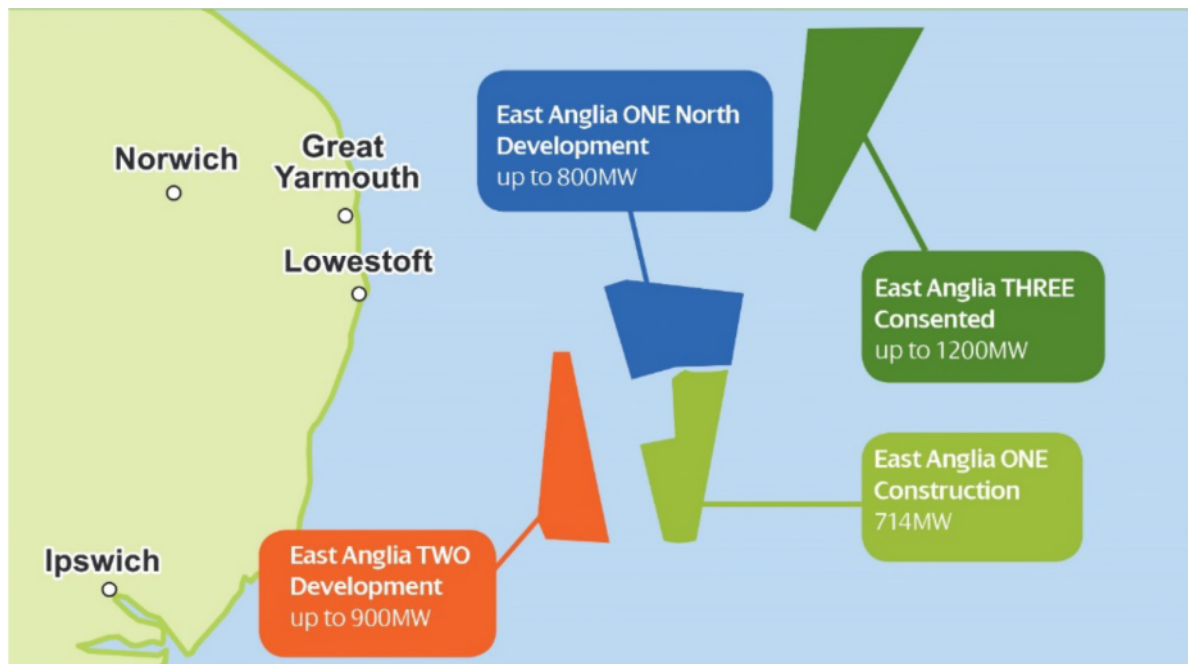 Norwich
Great
Yarmouth
Lowestoft
Ipswich
East Anglia ONE North
Development
up to 800MW
East Anglia THREE
Consented
up to 1200MW
East Anglia ONE
Construction
714MW
East Anglia TWO
Development
up to 900MW